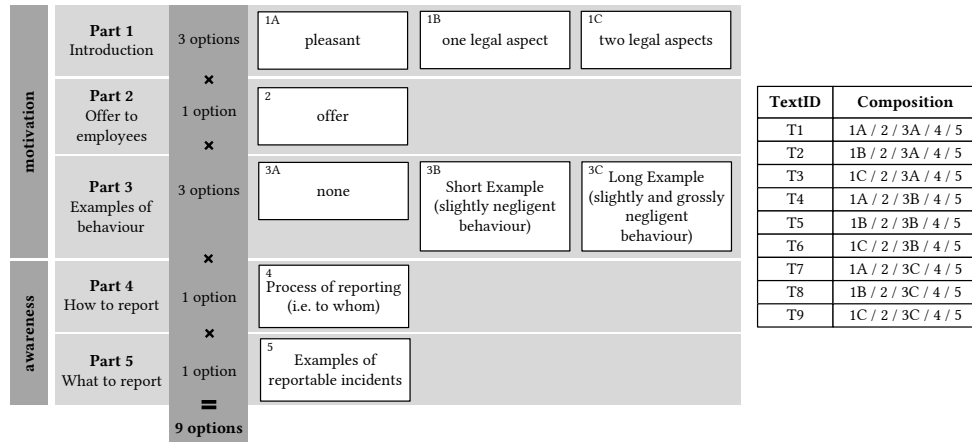 motivation
Part 1
Introduction
3 options
1A
pleasant
1B
one legal aspect
1C
two legal aspects
×
Part 2
Offer to
employees
1 option
2
offer
×
Part 3
Examples of
behaviour
3 options
3A
none
3B
Short Example
(slightly negligent
behaviour)
3C
Long Example
(slightly and grossly
negligent
behaviour)
×
awareness
Part 4
How to report
1 option
4
Process of reporting
(i.e. to whom)
×
Part 5
What to report
1 option
5
Examples of
reportable incidents
=
9 options
TextID Composition
T1 1A / 2 / 3A / 4 / 5
T2 1B / 2 / 3A / 4 / 5
T3 1C / 2 / 3A / 4 / 5
T4 1A / 2 / 3B / 4 / 5
T5 1B / 2 / 3B / 4 / 5
T6 1C / 2 / 3B / 4 / 5
T7 1A / 2 / 3C / 4 / 5
T8 1B / 2 / 3C / 4 / 5
T9 1C / 2 / 3C / 4 / 5